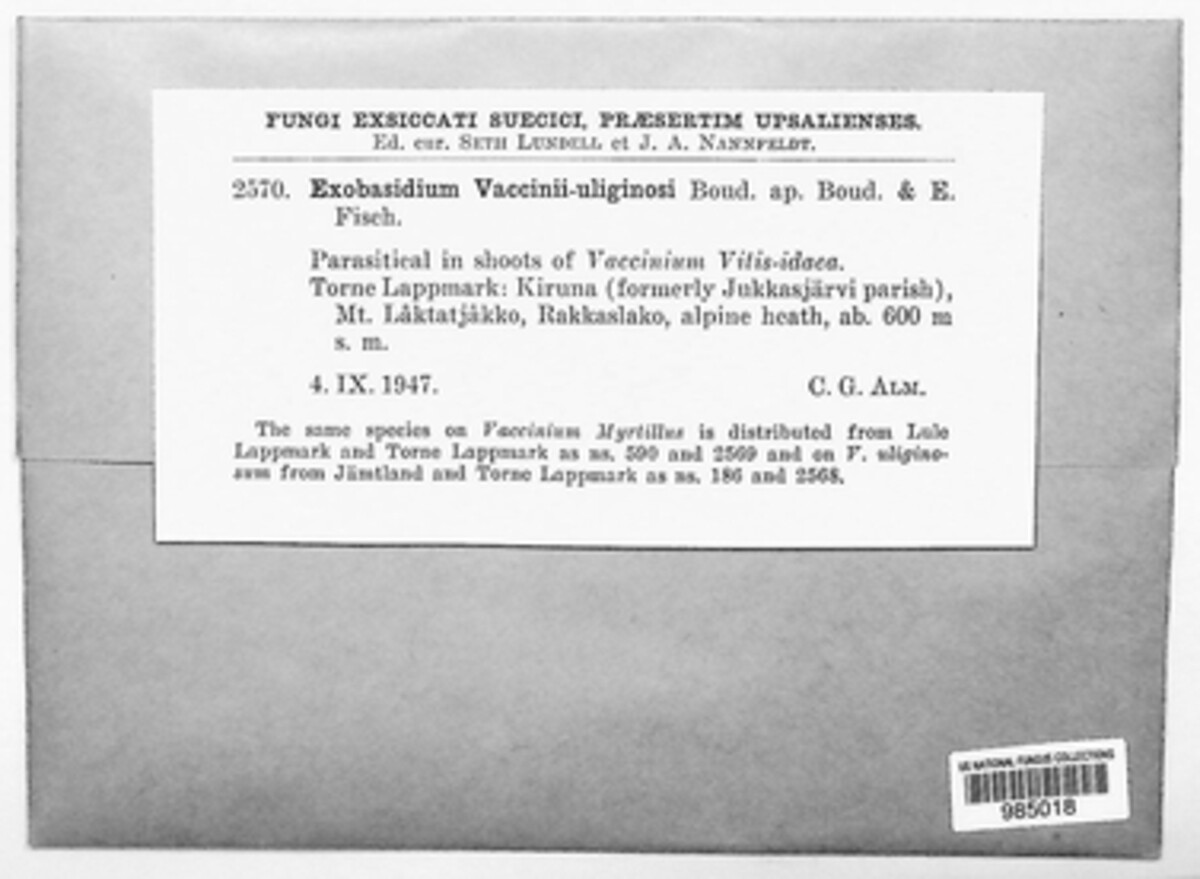 FUNGI EXSICCATI SUECICI, PRÆSERTIM UPSALIENSES.
Ed. cur. SETH LUNDELL et J. A. NANNFELDT.
2570. Exobasidium Vaccinii-uliginosi Boud. ap. Boud. & E.
Fisch.
Parasitical in shoots of Vaccinium Vitis-idaea.
Torne Lappmark: Kiruna (formerly Jukkasjärvi parish),
Mt. Låktatjåkko, Rakkaslako, alpine heath, ab. 600 m
s. m.
4. IX. 1947. C. G. ALM.
The same species on Vaccinium Myrtillus is distributed from Lule
Lappmark and Torne Lappmark as ns. 590 and 2569 and on V. uligino-
sum from Jämtland and Torne Lappmark as ns. 186 and 2568.
US NATIONAL FUNGUS COLLECTIONS
985018